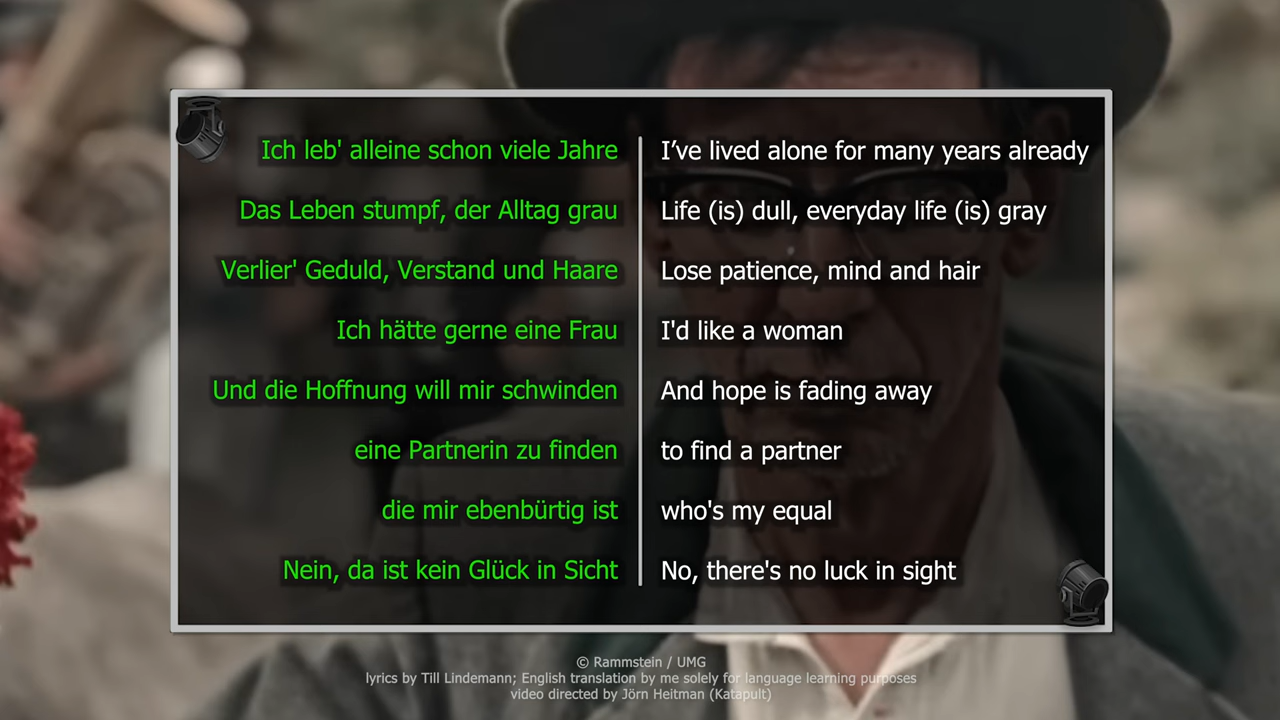 Ich leb' alleine schon viele Jahre
I’ve lived alone for many years already
Das Leben stumpf, der Alltag grau
Life (is) dull, everyday life (is) gray
Verlier' Geduld, Verstand und Haare
Lose patience, mind and hair
Ich hätte gerne eine Frau
I'd like a woman
Und die Hoffnung will mir schwinden
And hope is fading away
eine Partnerin zu finden
to find a partner
die mir ebenbürtig ist
who's my equal
Nein, da ist kein Glück in Sicht
No, there's no luck in sight
© Rammstein / UMG
lyrics by Till Lindemann; English translation by me solely for language learning purposes
video directed by Jörn Heitman (Katapult)